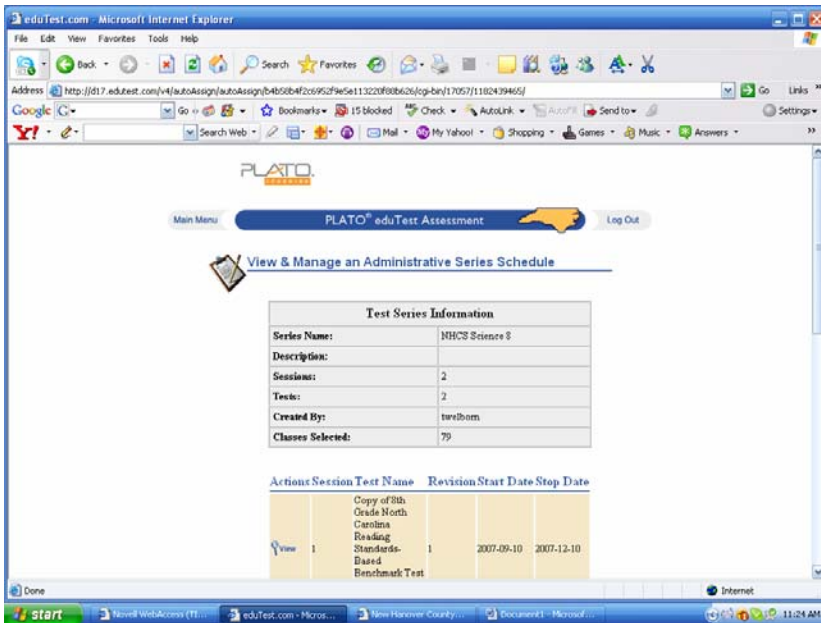 eduTest.com - Microsoft Internet Explorer
File Edit View Favorites Tools Help
Back Search Favorites
Address http://d17.edutest.com/v4/autoAssign/autoAssign/b4b58b4f2c6952f9e5e113220f80b626/cgi-bin/17057/1182439465/ Go Links
Google Go Bookmarks 15 blocked Check AutoLink AutoFill Send to Settings
Y! Search Web Mail My Yahoo! Shopping Games Music Answers
PLATO
LEARNING
Main Menu PLATO® eduTest Assessment Log Out
View & Manage an Administrative Series Schedule
Test Series Information
Series Name: NHCS Science 8
Description:
Sessions: 2
Tests: 2
Created By: twelborn
Classes Selected: 79
Actions Session Test Name Revision Start Date Stop Date
Copy of 8th
Grade North
Carolina
Reading
View 1 Standards- 1 2007-09-10 2007-12-10
Based
Benchmark Test
Done Internet
start Novell WebAccess (TI... eduTest.com - Micros... New Hanover County... Document1 - Microsof... 11:24 AM